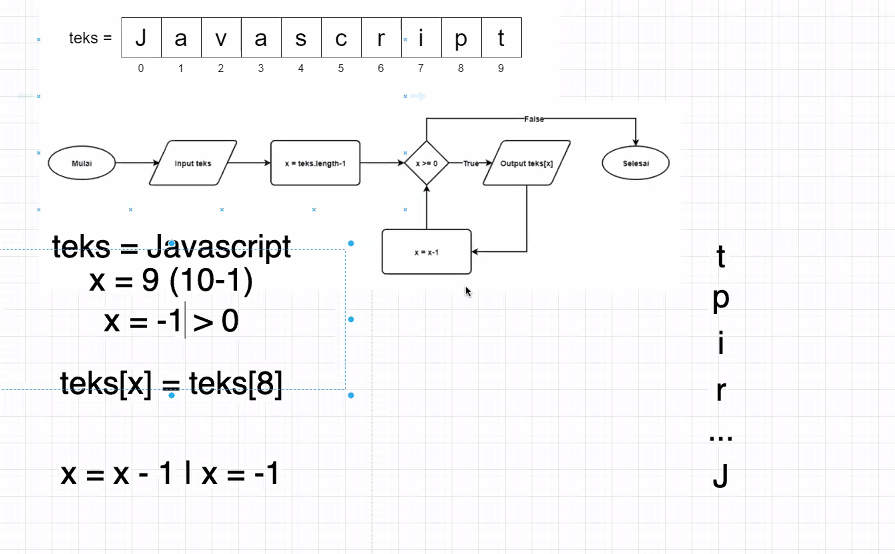 teks = J a v a s c r i p t
0 1 2 3 4 5 6 7 8 9
False
Mulai
Input teks
x = teks.length-1
x >= 0
True
Output teks[x]
Selesai
x = x-1
teks = Javascript
x = 9 (10-1)
x = -1 > 0
teks[x] = teks[8]
x = x - 1 | x = -1
t
p
i
r
...
J